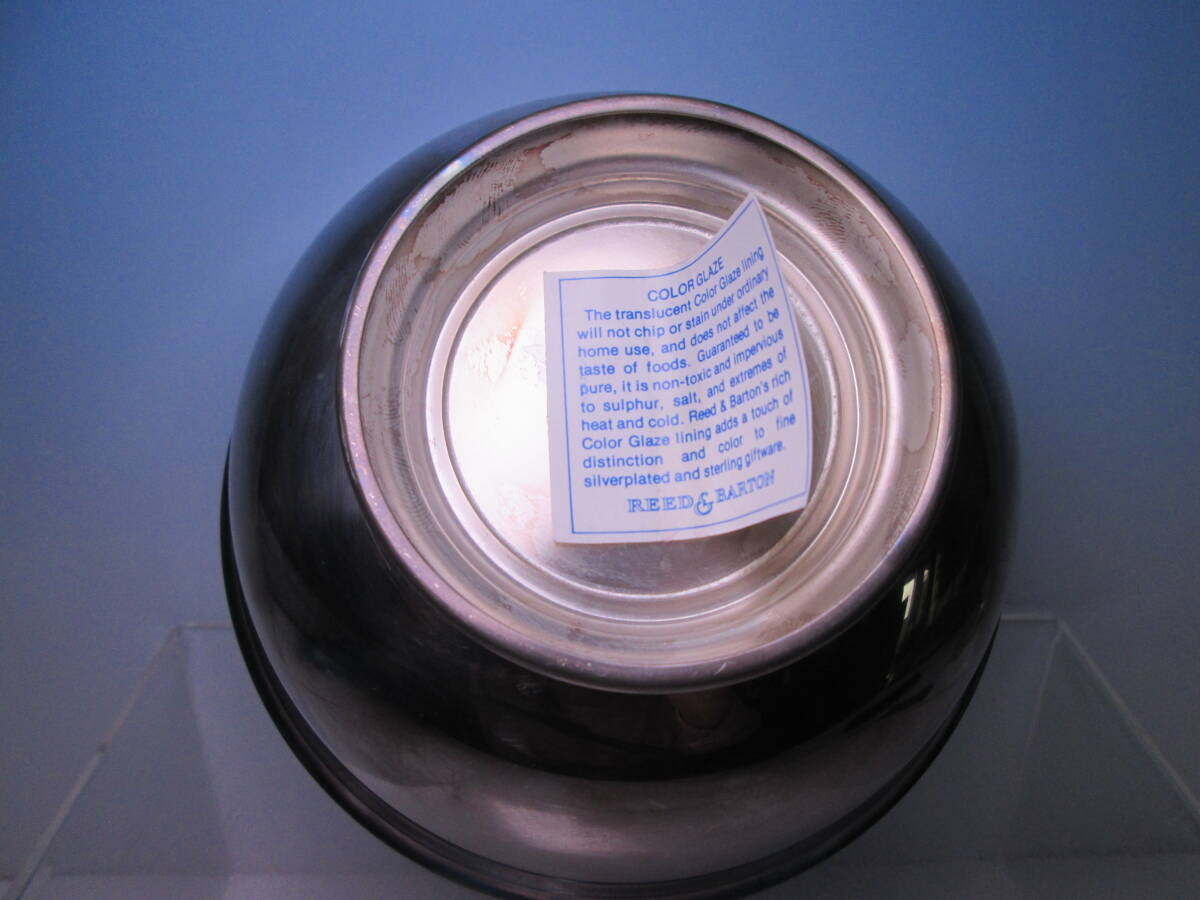 COLOR GLAZE
The translucent Color Glaze lining
will not chip or stain under ordinary
home use, and does not affect the
taste of foods. Guaranteed to be
pure, it is non-toxic and impervious
to sulphur, salt, and extremes of
heat and cold. Reed & Barton's rich
Color Glaze lining adds a touch of
distinction and color to fine
silverplated and sterling giftware.
REED & BARTON